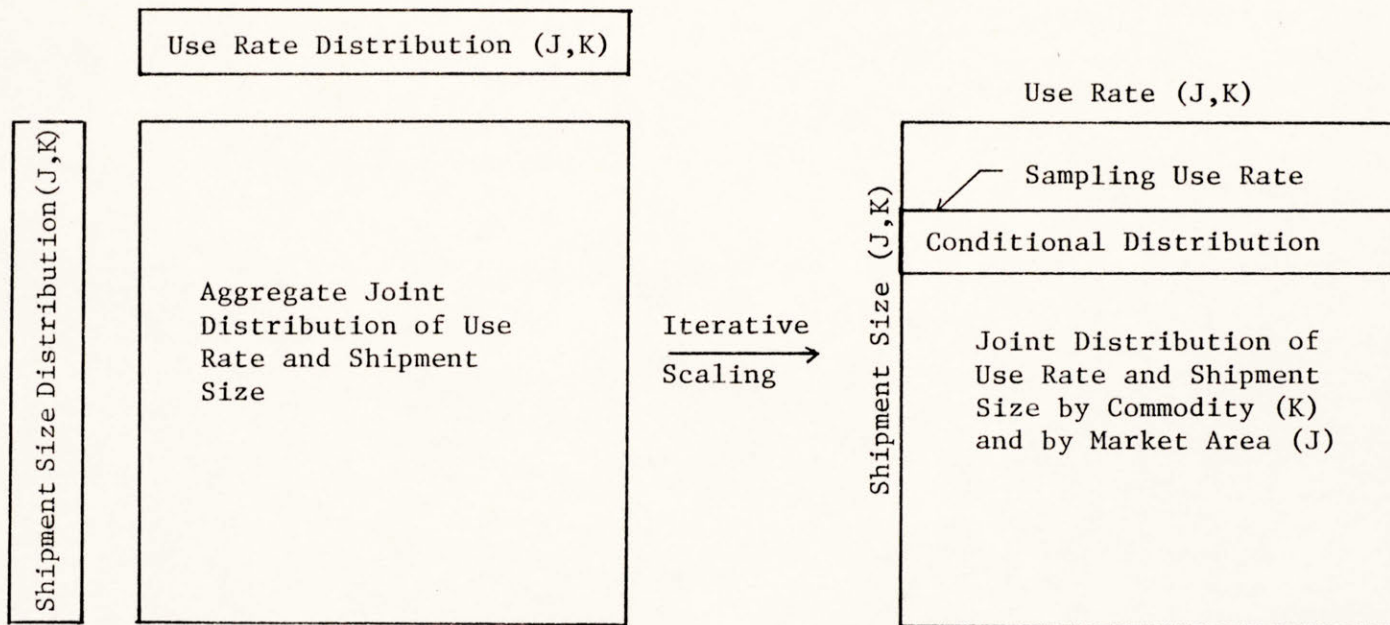 Use Rate Distribution (J,K)
Shipment Size Distribution(J,K)
Aggregate Joint
Distribution of Use
Rate and Shipment
Size
Iterative
Scaling
Use Rate (J,K)
Shipment Size (J,K)
Sampling Use Rate
Conditional Distribution
Joint Distribution of
Use Rate and Shipment
Size by Commodity (K)
and by Market Area (J)